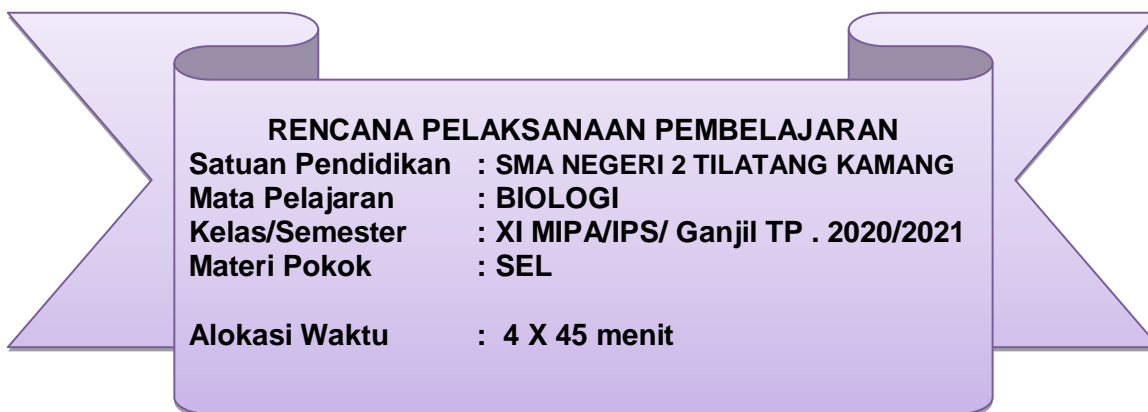 RENCANA PELAKSANAAN PEMBELAJARAN
Satuan Pendidikan : SMA NEGERI 2 TILATANG KAMANG
Mata Pelajaran : BIOLOGI
Kelas/Semester : XI MIPA/IPS/ Ganjil TP . 2020/2021
Materi Pokok : SEL
Alokasi Waktu : 4 X 45 menit